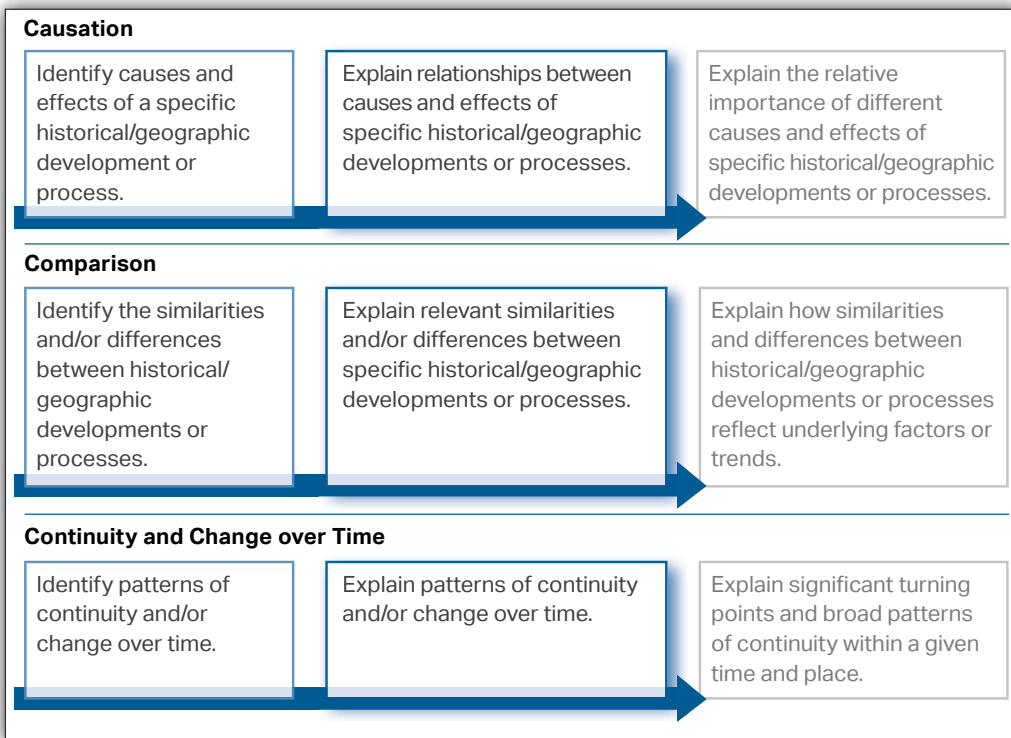 Causation
Identify causes and
effects of a specific
historical/geographic
development or
process.
Explain relationships between
causes and effects of
specific historical/geographic
developments or processes.
Explain the relative
importance of different
causes and effects of
specific historical/geographic
developments or processes.
Comparison
Identify the similarities
and/or differences
between historical/
geographic
developments or
processes.
Explain relevant similarities
and/or differences between
specific historical/geographic
developments or processes.
Explain how similarities
and differences between
historical/geographic
developments or processes
reflect underlying factors or
trends.
Continuity and Change over Time
Identify patterns of
continuity and/or
change over time.
Explain patterns of continuity
and/or change over time.
Explain significant turning
points and broad patterns
of continuity within a given
time and place.